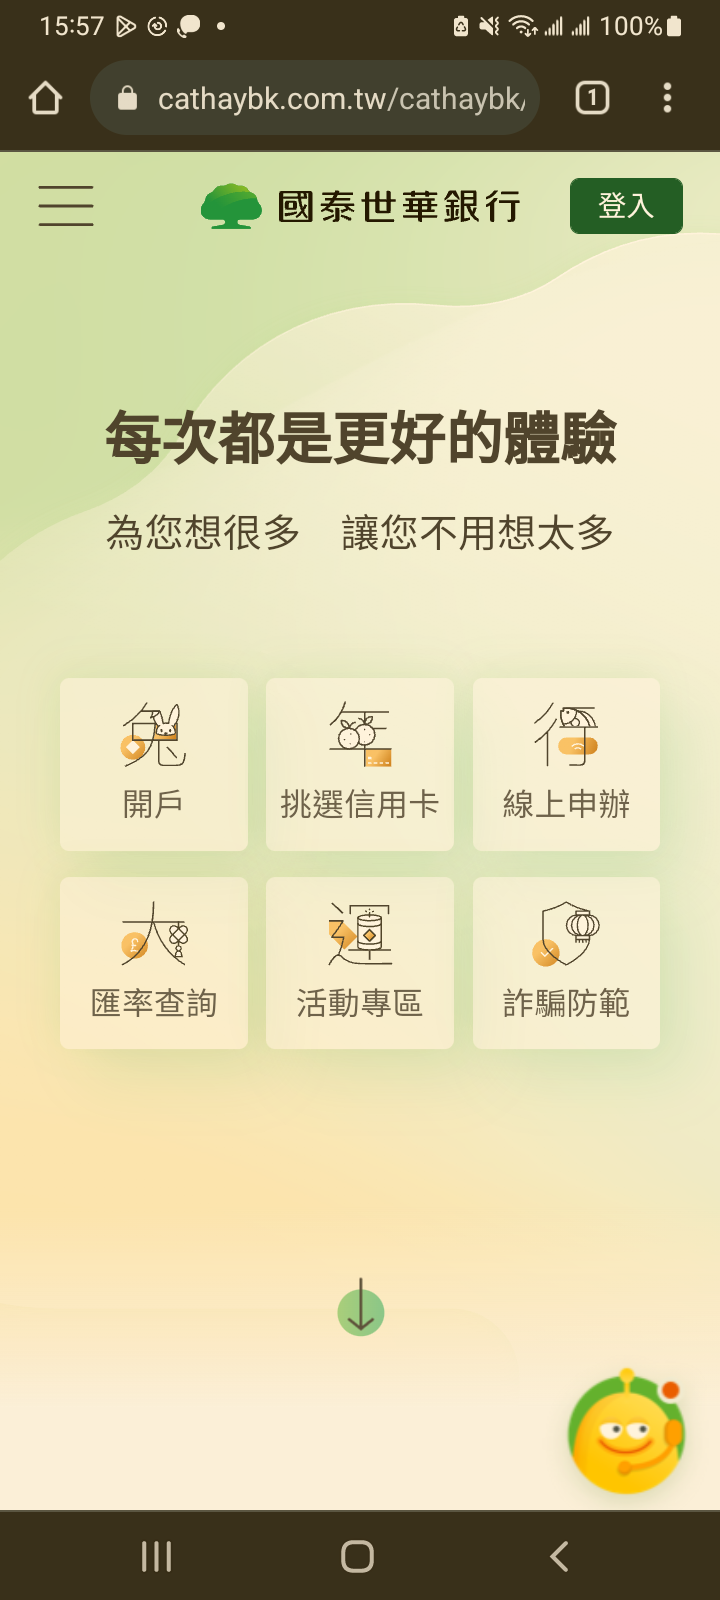 15:57
100%
cathaybk.com.tw/cathaybk/
1
國泰世華銀行
登入
每次都是更好的體驗
為您想很多　讓您不用想太多
兔
開戶
年
挑選信用卡
行
線上申辦
大
£
匯率查詢
運
活動專區
詐騙防範